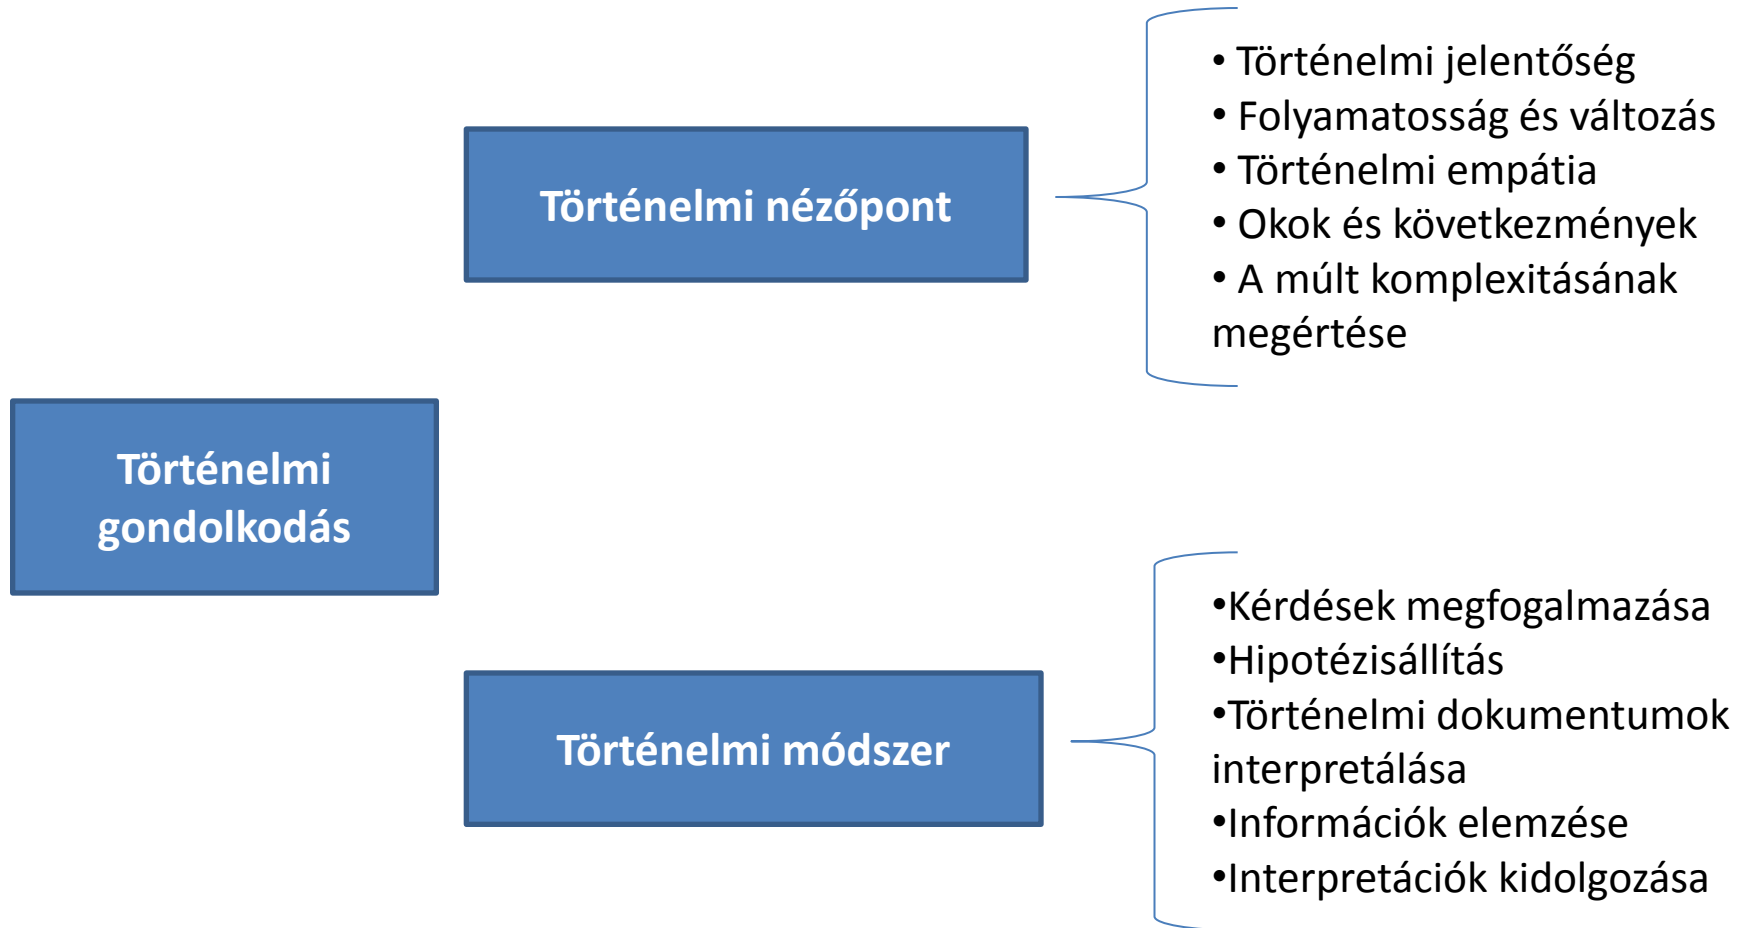 Történelmi
gondolkodás
Történelmi nézőpont
• Történelmi jelentőség
• Folyamatosság és változás
• Történelmi empátia
• Okok és következmények
• A múlt komplexitásának
megértése
Történelmi módszer
•Kérdések megfogalmazása
•Hipotézisállítás
•Történelmi dokumentumok
interpretálása
•Információk elemzése
•Interpretációk kidolgozása